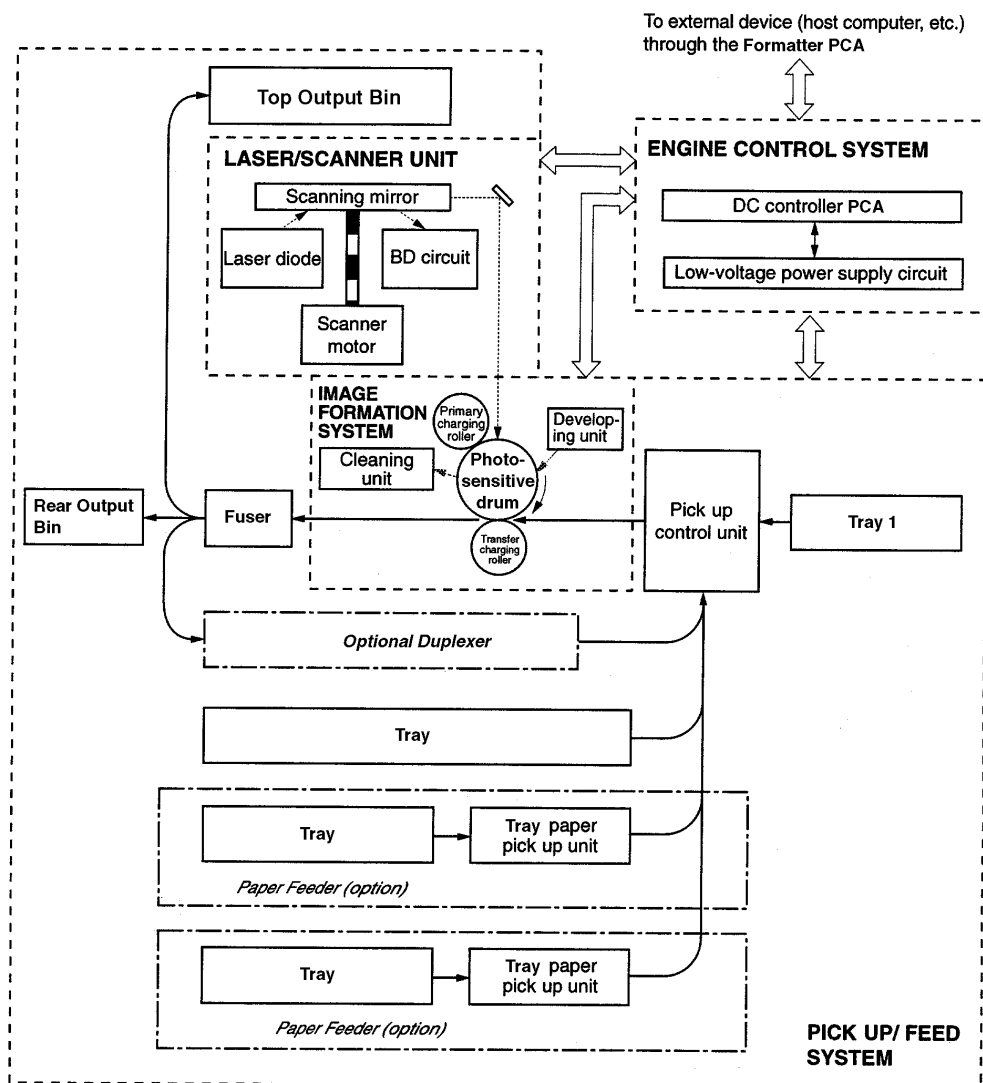 To external device (host computer, etc.)
through the Formatter PCA
Top Output Bin
LASER/SCANNER UNIT
ENGINE CONTROL SYSTEM
Scanning mirror
DC controller PCA
Laser diode
BD circuit
Low-voltage power supply circuit
Scanner
motor
IMAGE
FORMATION
SYSTEM
Primary
charging
roller
Develop-
ing unit
Cleaning
unit
Photo-
sensitive
drum
Rear Output
Bin
Fuser
Pick up
control unit
Tray 1
Transfer
charging
roller
Optional Duplexer
Tray
Tray
Tray paper
pick up unit
Paper Feeder (option)
Tray
Tray paper
pick up unit
Paper Feeder (option)
PICK UP/ FEED
SYSTEM